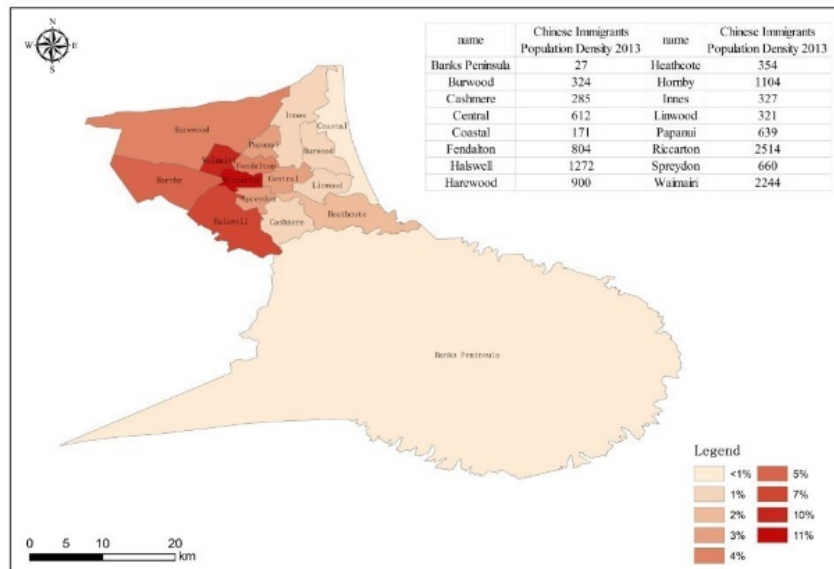 N
W
E
S
name Chinese Immigrants Population Density 2013 name Chinese Immigrants Population Density 2013
Banks Peninsula 27 Heathcote 354
Burwood 324 Hornby 1104
Cashmere 285 Innes 327
Central 612 Linwood 321
Coastal 171 Papanui 639
Fendalton 804 Riccarton 2514
Halswell 1272 Spreydon 660
Harewood 900 Waimairi 2244
Harewood
Innes
Coastal
Papanui
Burwood
Waimairi
Fendalton
Hornby
Riccarton
Central
Linwood
Spreydon
Halswell
Cashmere
Heathcote
Banks Peninsula
Legend
<1% 5%
1% 7%
2% 10%
3% 11%
4%
0 5 10 20
km